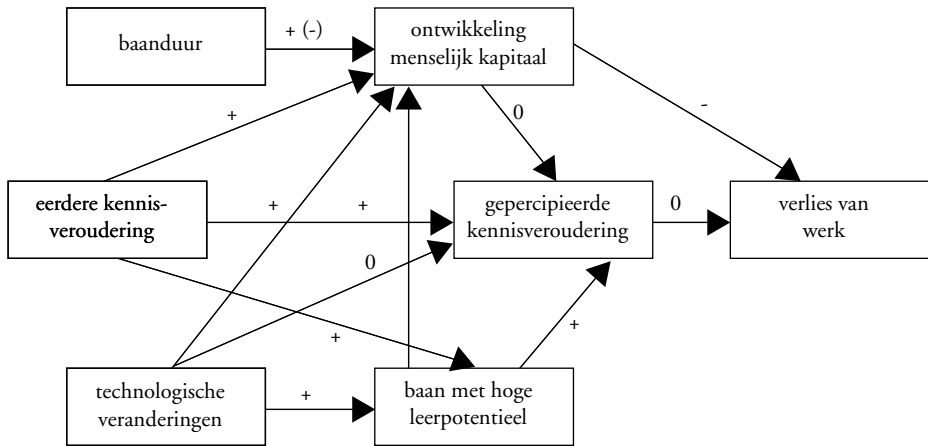 baanduur
+ (-)
ontwikkeling
menselijk kapitaal
+
0
-
eerdere kennis-
veroudering
+
+
gepercipieerde
kennisveroudering
0
verlies van
werk
0
+
+
technologische
veranderingen
+
baan met hoge
leerpotentieel